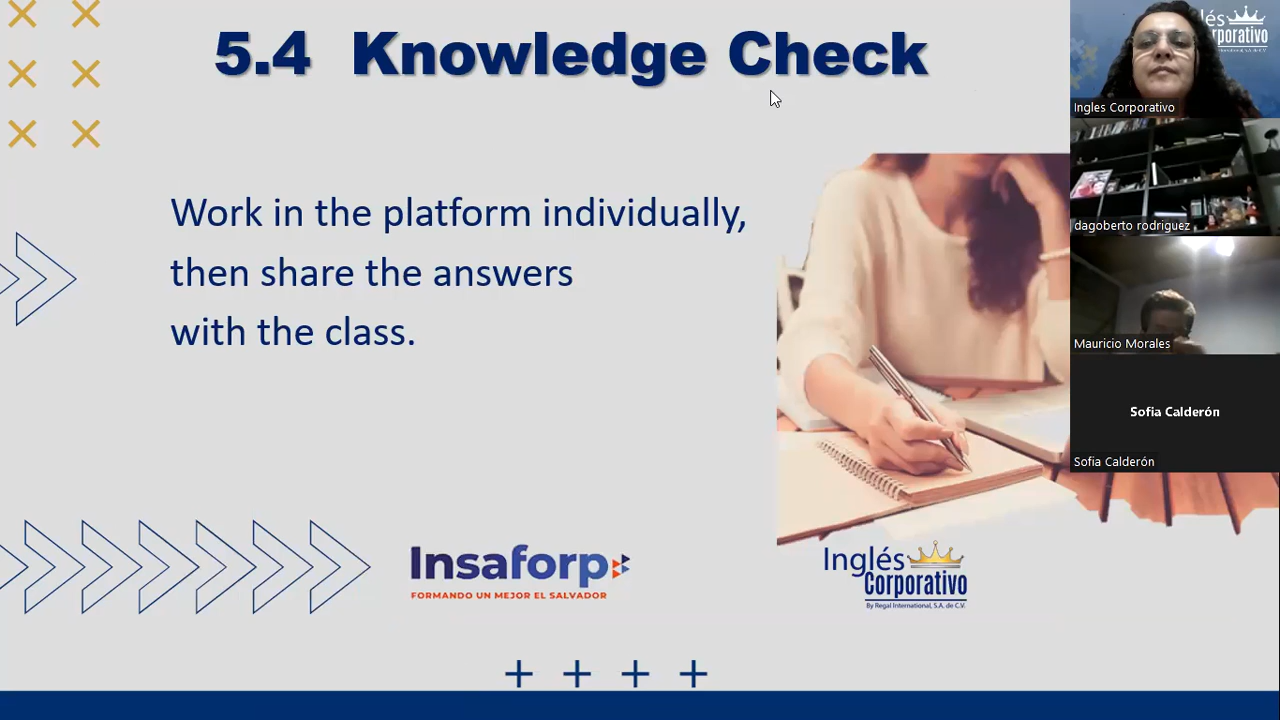 5.4 Knowledge Check
Work in the platform individually,
then share the answers
with the class.
Insaforp
FORMANDO UN MEJOR EL SALVADOR
Inglés
Corporativo
By Regal International, S.A. de C.V.
Ingles Corporativo
dagoberto rodriguez
Mauricio Morales
Sofia Calderón
Sofia Calderón